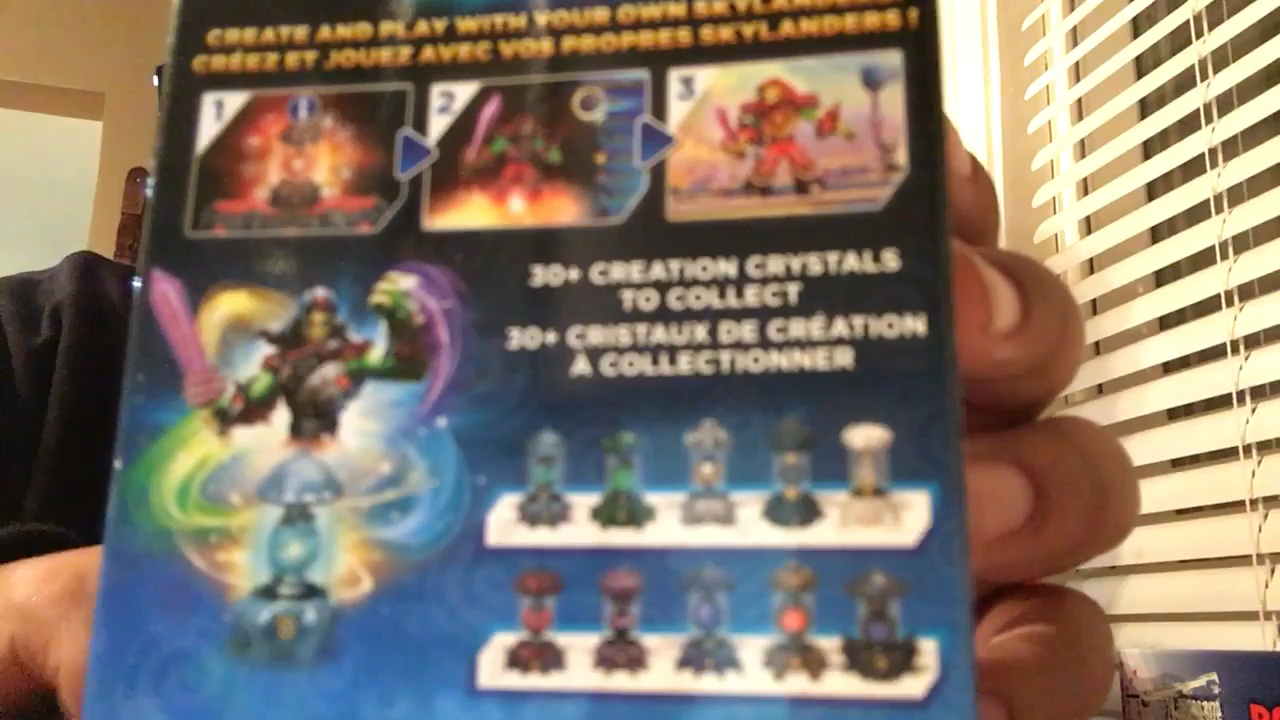 CREATE AND PLAY WITH YOUR OWN SKYLANDERS!
CRÉEZ ET JOUEZ AVEC VOS PROPRES SKYLANDERS !
1
2
3
30+ CREATION CRYSTALS
TO COLLECT
30+ CRISTAUX DE CRÉATION
À COLLECTIONNER